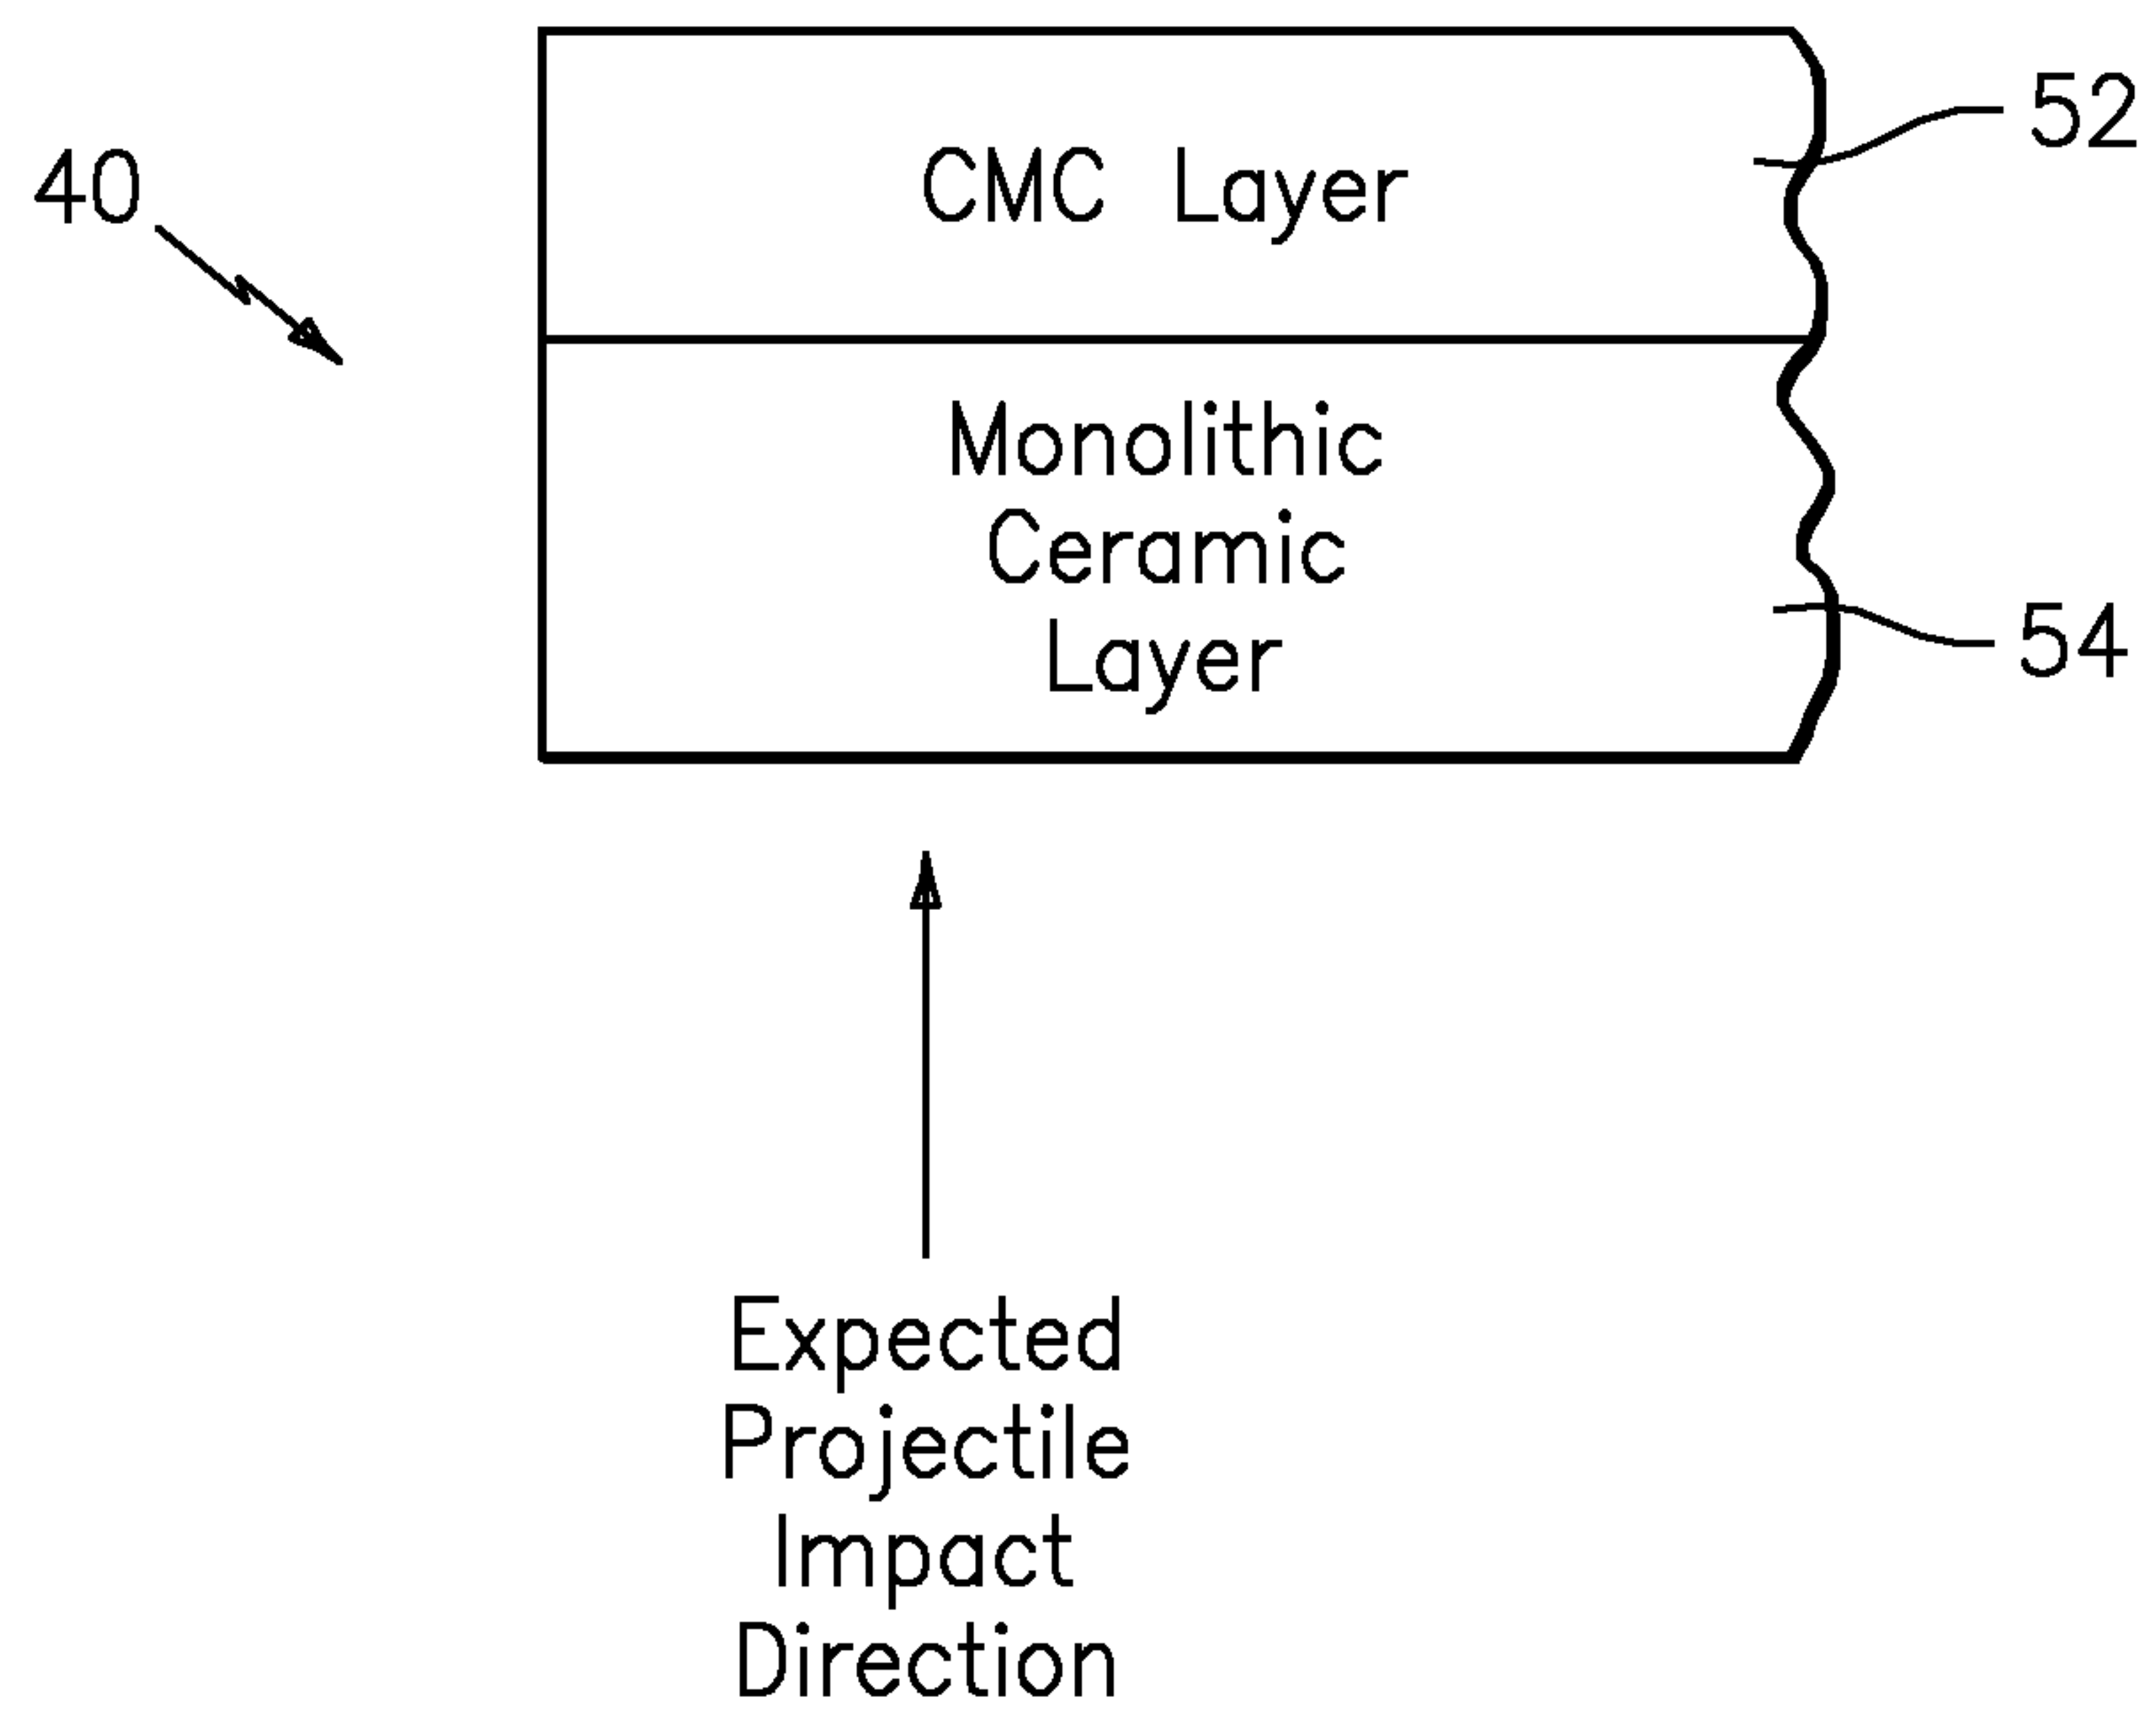 52
40
CMC Layer
Monolithic
Ceramic
Layer
54
Expected
Projectile
Impact
Direction